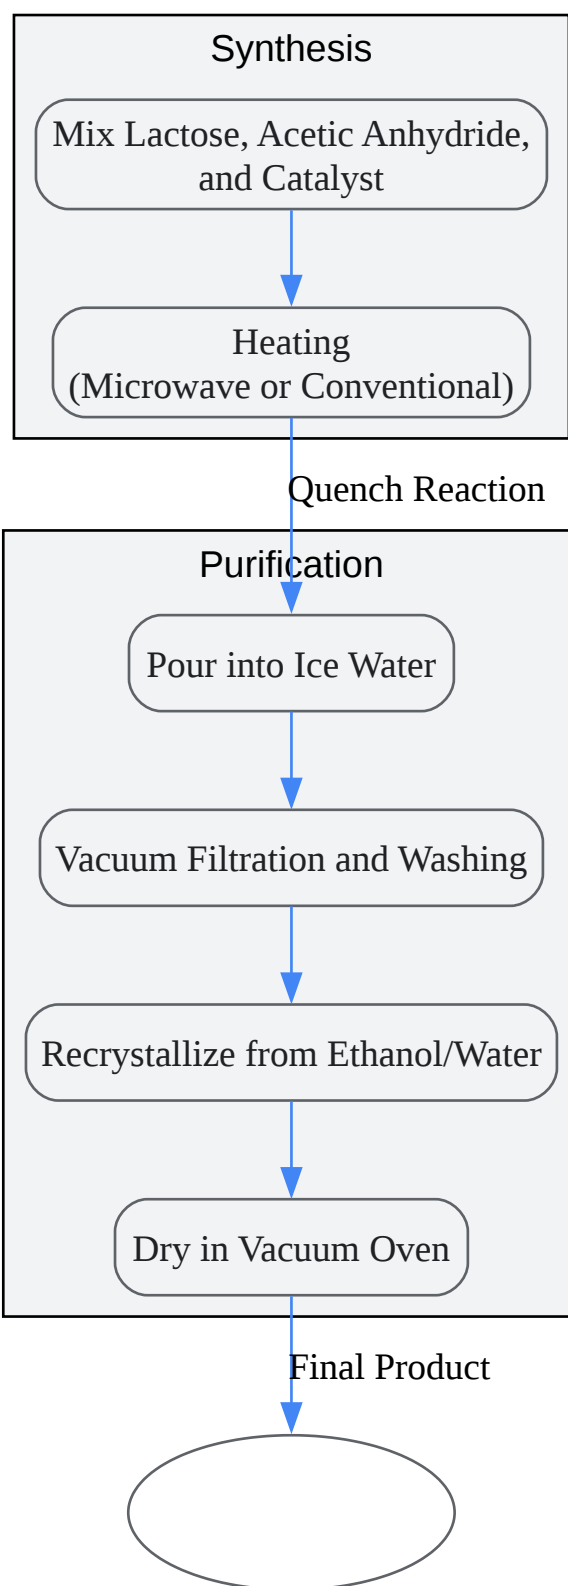 Synthesis
Mix Lactose, Acetic Anhydride,
and Catalyst
Heating
(Microwave or Conventional)
Quench Reaction
Purification
Pour into Ice Water
Vacuum Filtration and Washing
Recrystallize from Ethanol/Water
Dry in Vacuum Oven
Final Product